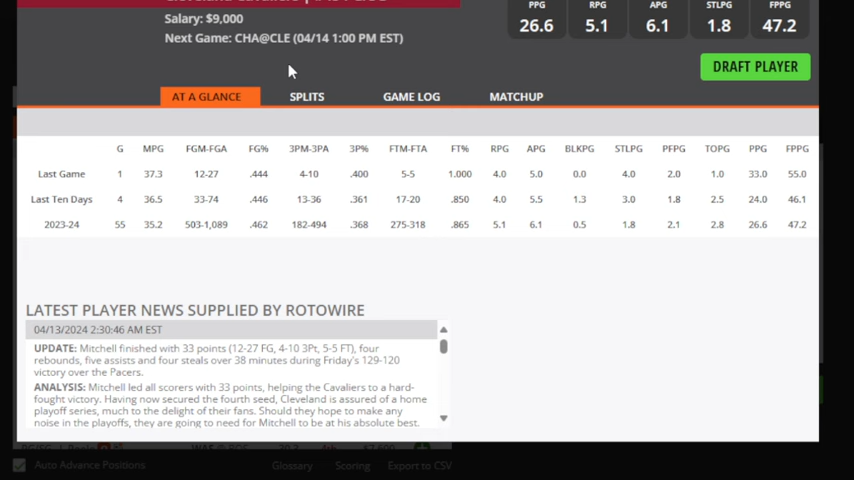 PPG RPG APG STLPG FPPG
Salary: $9,000
26.6 5.1 6.1 1.8 47.2
Next Game: CHA@CLE (04/14 1:00 PM EST)
DRAFT PLAYER
AT A GLANCE SPLITS GAME LOG MATCHUP
G MPG FGM-FGA FG% 3PM-3PA 3P% FTM-FTA FT% RPG APG BLKPG STLPG PFPG TOPG PPG FPPG
Last Game 1 37.3 12-27 .444 4-10 .400 5-5 1.000 4.0 5.0 0.0 4.0 2.0 1.0 33.0 55.0
Last Ten Days 4 36.5 33-74 .446 13-36 .361 17-20 .850 4.0 5.5 1.3 3.0 1.8 2.5 24.0 46.1
2023-24 55 35.2 503-1,089 .462 182-494 .368 275-318 .865 5.1 6.1 0.5 1.8 2.1 2.8 26.6 47.2
LATEST PLAYER NEWS SUPPLIED BY ROTOWIRE
04/13/2024 2:30:46 AM EST
UPDATE: Mitchell finished with 33 points (12-27 FG, 4-10 3Pt, 5-5 FT), four
rebounds, five assists and four steals over 38 minutes during Friday's 129-120
victory over the Pacers.
ANALYSIS: Mitchell led all scorers with 33 points, helping the Cavaliers to a hard-
fought victory. Having now secured the fourth seed, Cleveland is assured of a home
playoff series, much to the delight of their fans. Should they hope to make any
noise in the playoffs, they are going to need for Mitchell to be at his absolute best.
Auto Advance Positions Glossary Scoring Export to CSV